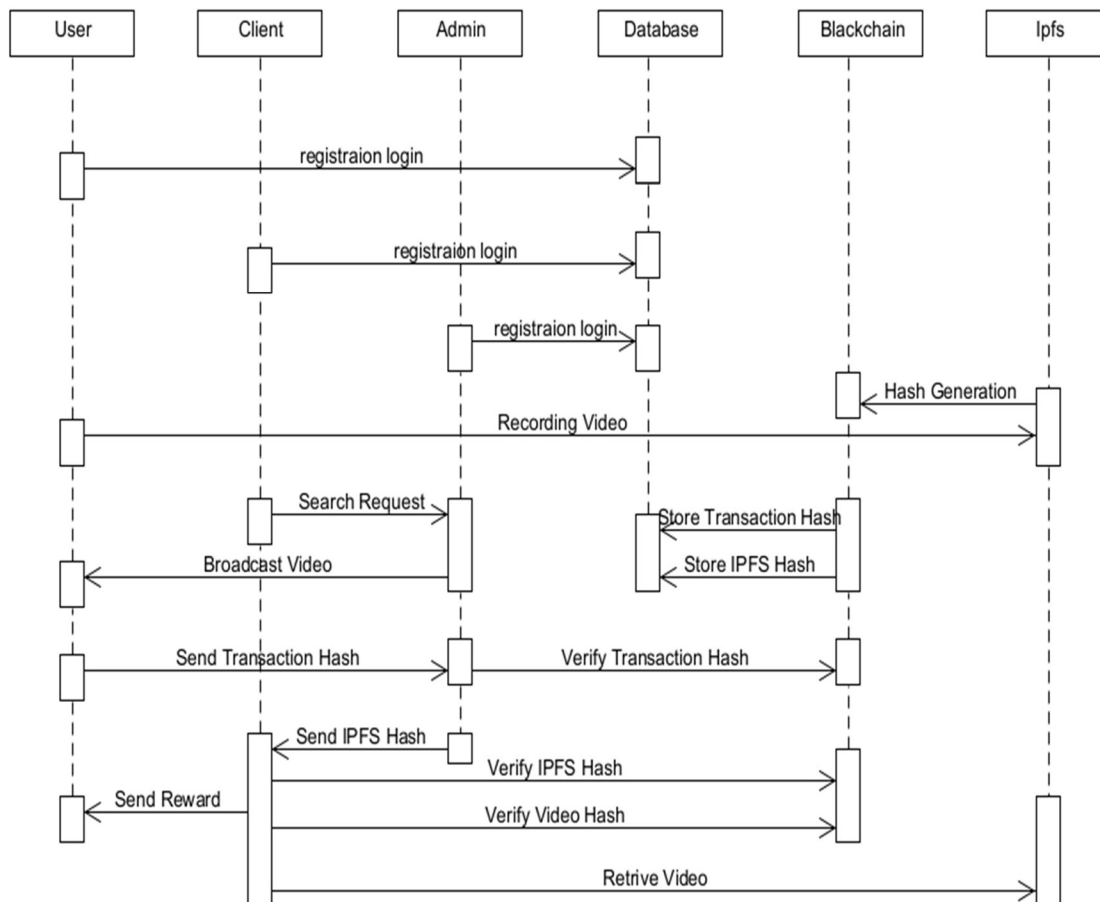 User
Client
Admin
Database
Blackchain
Ipfs
registraion login
registraion login
registraion login
Hash Generation
Recording Video
Search Request
Store Transaction Hash
Broadcast Video
Store IPFS Hash
Send Transaction Hash
Verify Transaction Hash
Send IPFS Hash
Verify IPFS Hash
Send Reward
Verify Video Hash
Retrive Video